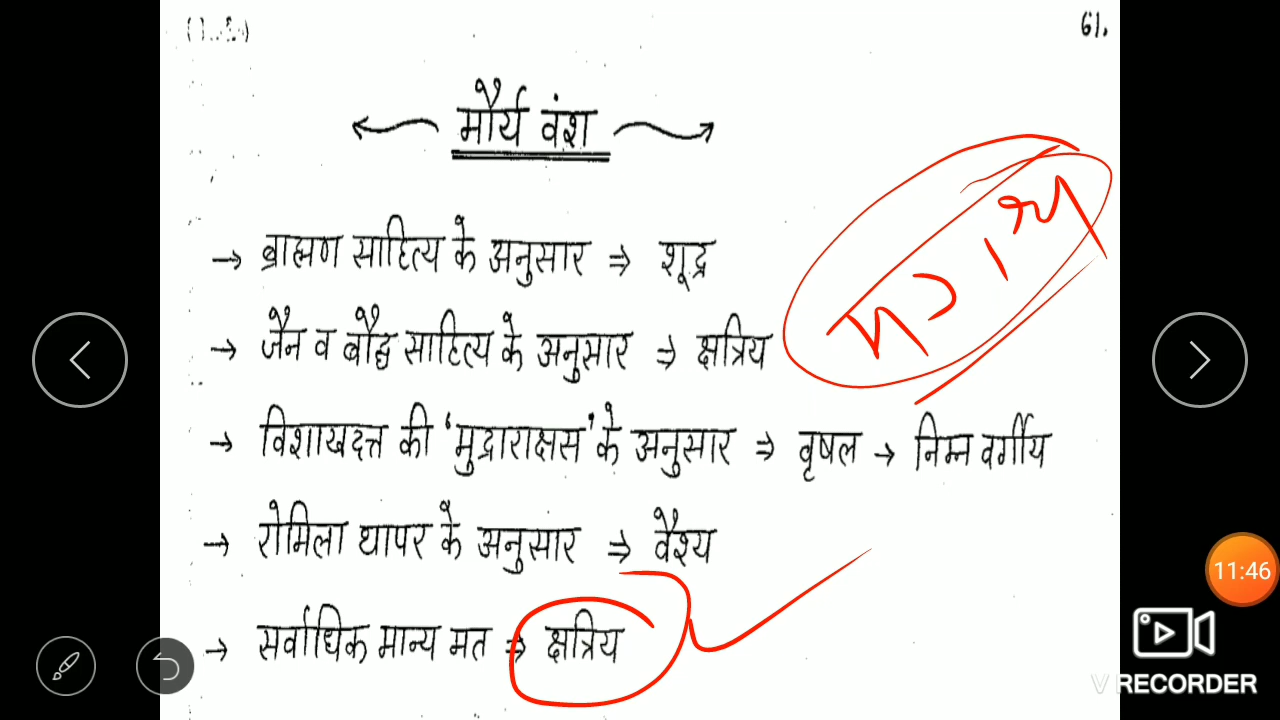 61.
मौर्य वंश
→ ब्राह्मण साहित्य के अनुसार ⇒ शूद्र
→ जैन व बौद्ध साहित्य के अनुसार ⇒ क्षत्रिय
→ विशाखदत्त की 'मुद्राराक्षस' के अनुसार ⇒ वृषल → निम्न वर्गीय
→ रोमिला थापर के अनुसार ⇒ वैश्य
→ सर्वाधिक मान्य मत ⇒ क्षत्रिय
11:46
V RECORDER